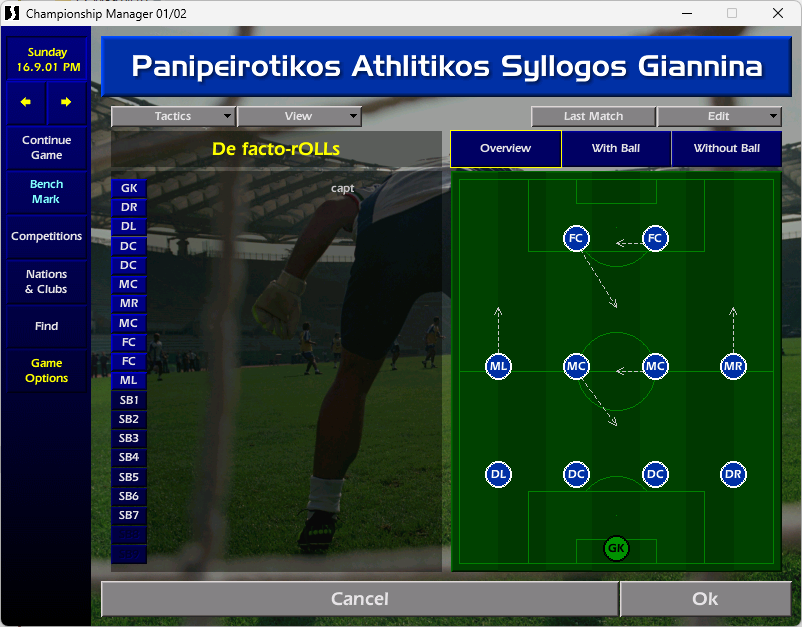 Championship Manager 01/02
Sunday
16.9.01 PM
Continue
Game
Bench
Mark
Competitions
Nations
& Clubs
Find
Game
Options
Panipeirotikos Athlitikos Syllogos Giannina
Tactics
View
Last Match
Edit
De facto-rOLLs
Overview
With Ball
Without Ball
GK capt
DR
DL
DC
DC
MC
MR
MC
FC
FC
ML
SB1
SB2
SB3
SB4
SB5
SB6
SB7
FC FC
ML MC MC MR
DL DC DC DR
GK
Cancel
Ok